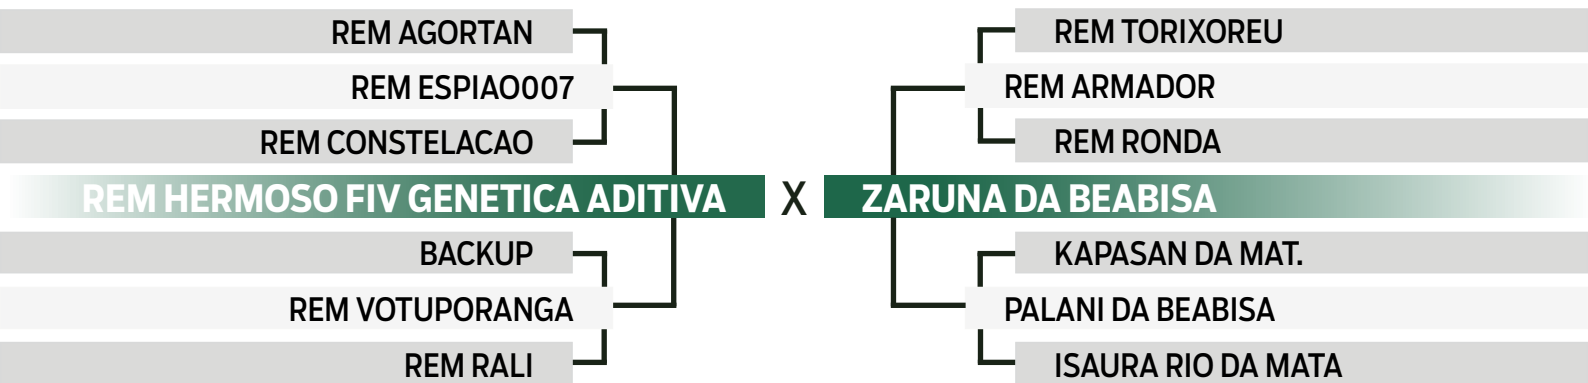 REM AGORTAN
REM TORIXOREU
REM ESPIAO007
REM ARMADOR
REM CONSTELACAO
REM RONDA
REM HERMOSO FIV GENETICA ADITIVA X ZARUNA DA BEABISA
BACKUP
KAPASAN DA MAT.
REM VOTUPORANGA
PALANI DA BEABISA
REM RALI
ISAURA RIO DA MATA